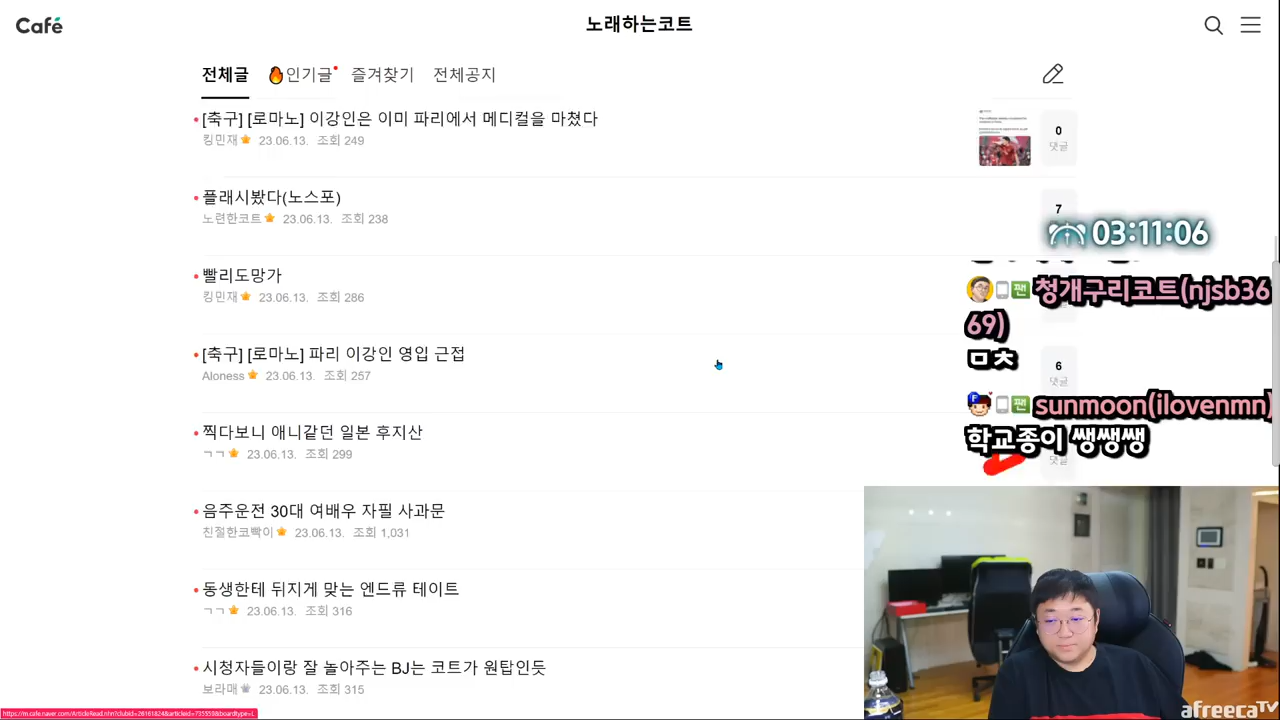 Café
노래하는코트
전체글 🔥인기글 즐겨찾기 전체공지
[축구] [로마노] 이강인은 이미 파리에서 메디컬을 마쳤다
킹민재 조회 249
0
댓글
플래시봤다(노스포)
노련한코트 23.06.13. 조회 238
7
03:11:06
빨리도망가
킹민재 23.06.13. 조회 286
청개구리코트(njsb36
69)
ㅁㅊ
[축구] [로마노] 파리 이강인 영입 근접
Aloness 23.06.13. 조회 257
6
댓글
sunmoon(ilovenmn)
학교종이 쌩쌩쌩
찍다보니 애니같던 일본 후지산
ㄱㄱ 23.06.13. 조회 299
댓글
음주운전 30대 여배우 자필 사과문
친절한코빡이 23.06.13. 조회 1,031
동생한테 뒤지게 맞는 엔드류 테이트
ㄱㄱ 23.06.13. 조회 316
시청자들이랑 잘 놀아주는 BJ는 코트가 원탑인듯
보라매 23.06.13. 조회 315
afreecaTV